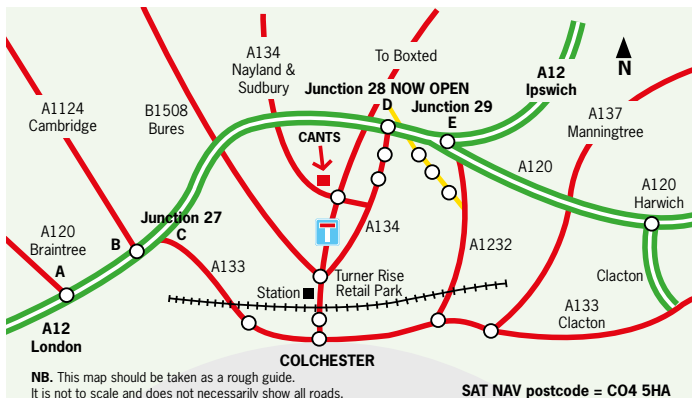 A134
Nayland &
Sudbury
To Boxted
Junction 28 NOW OPEN
D
Junction 29
E
A12
Ipswich
N
A1124
Cambridge
B1508
Bures
CANTS
A137
Manningtree
A120
A120
Harwich
Junction 27
C
B
A120
Braintree
A
A134
A1232
A133
Turner Rise
Retail Park
Station
Clacton
A133
Clacton
A12
London
COLCHESTER
NB. This map should be taken as a rough guide.
It is not to scale and does not necessarily show all roads.
SAT NAV postcode = CO4 5HA